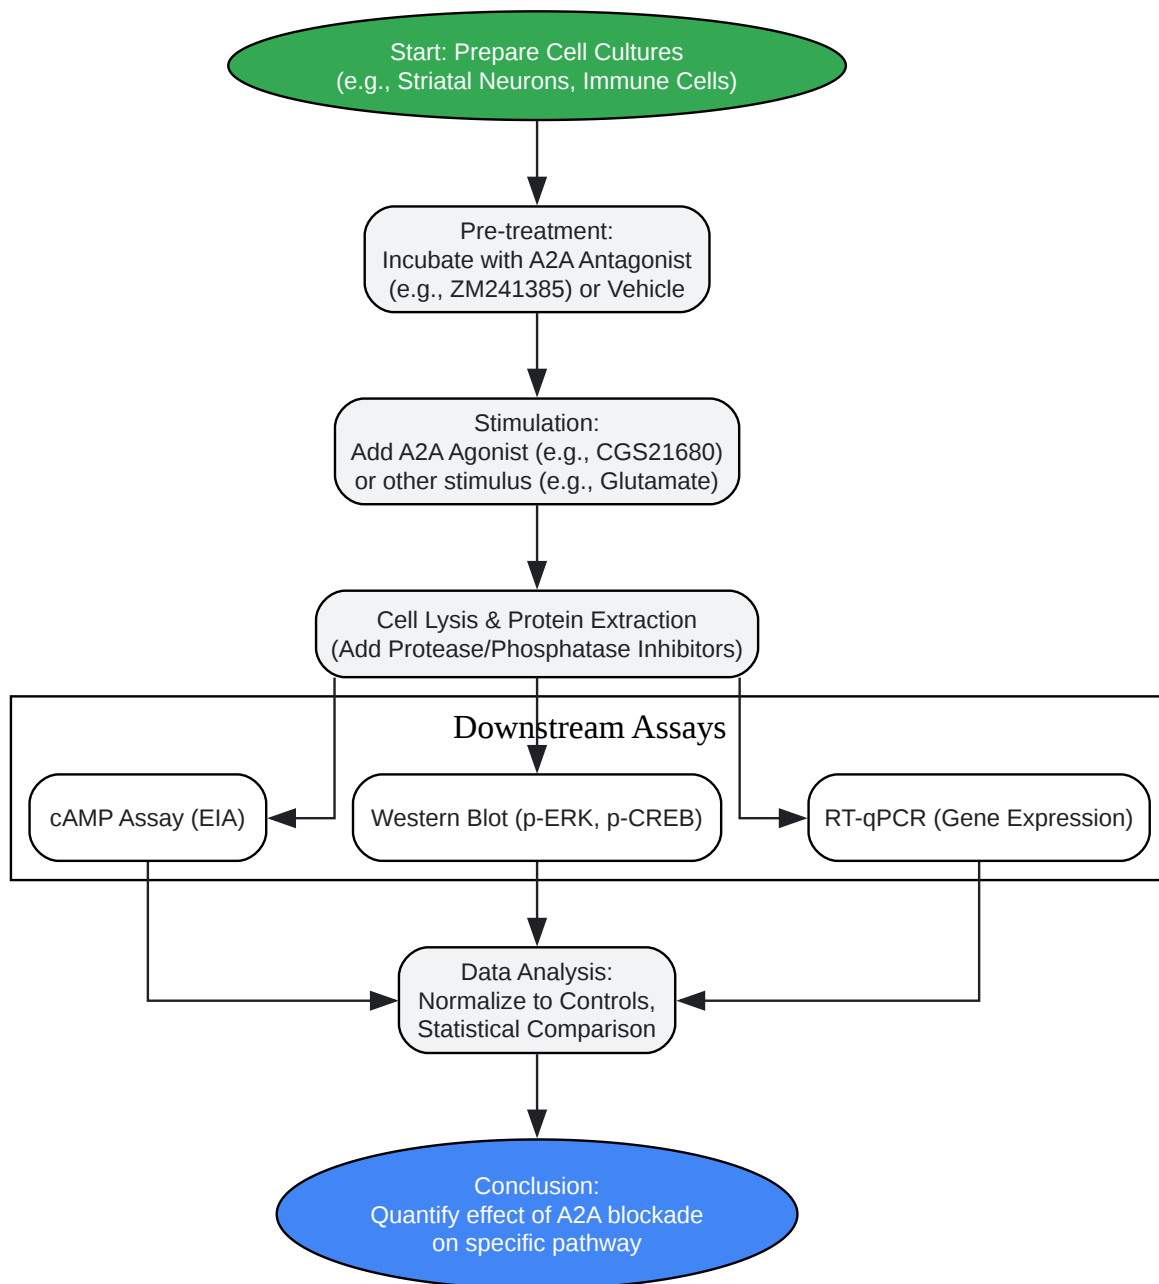 Start: Prepare Cell Cultures
(e.g., Striatal Neurons, Immune Cells)
Pre-treatment:
Incubate with A2A Antagonist
(e.g., ZM241385) or Vehicle
Stimulation:
Add A2A Agonist (e.g., CGS21680)
or other stimulus (e.g., Glutamate)
Cell Lysis & Protein Extraction
(Add Protease/Phosphatase Inhibitors)
Downstream Assays
cAMP Assay (EIA)
Western Blot (p-ERK, p-CREB)
RT-qPCR (Gene Expression)
Data Analysis:
Normalize to Controls,
Statistical Comparison
Conclusion:
Quantify effect of A2A blockade
on specific pathway